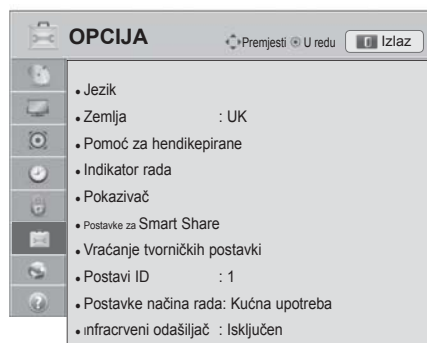 OPCIJA
Premjesti U redu Izlaz
• Jezik
• Zemlja : UK
• Pomoć za hendikepirane
• Indikator rada
• Pokazivač
• Postavke za Smart Share
• Vraćanje tvorničkih postavki
• Postavi ID : 1
• Postavke načina rada: Kućna upotreba
• ınfracrveni odašiljač : Isključen